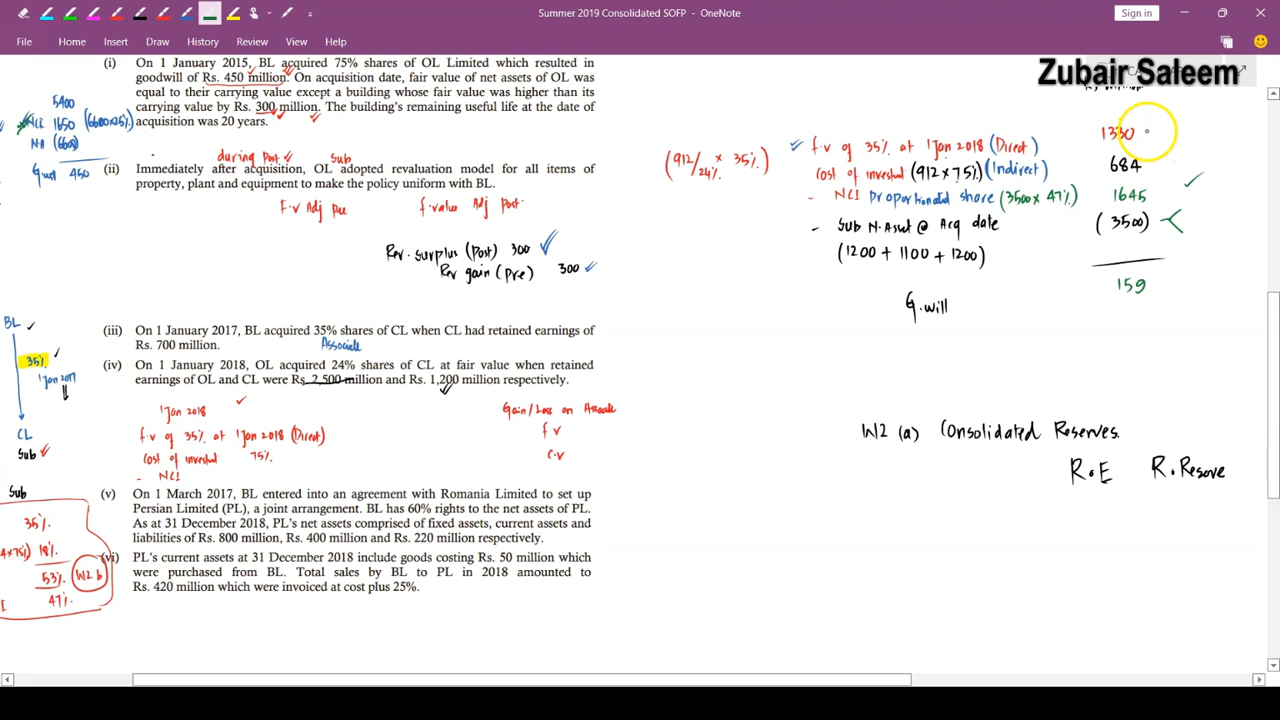 Summer 2019 Consolidated SOFP - OneNote
Sign in
File Home Insert Draw History Review View Help
Zubair Saleem
(i) On 1 January 2015, BL acquired 75% shares of OL Limited which resulted in
goodwill of Rs. 450 million. On acquisition date, fair value of net assets of OL was
equal to their carrying value except a building whose fair value was higher than its
carrying value by Rs. 300 million. The building's remaining useful life at the date of
acquisition was 20 years.
5400
NCI 1650 (6600x25%)
NA (6600)
G.will 450
during Post Sub
(ii) Immediately after acquisition, OL adopted revaluation model for all items of
property, plant and equipment to make the policy uniform with BL.
F.v Adj Pre f.value Adj Post
Rev. surplus (Post) 300
Rev gain (pre) 300
(912/24% x 35%)
f.v of 35% at 1 Jan 2018 (Direct) 1330
Cost of investment (912 x 75%) (Indirect) 684
- NCI Proportionated share (3500 x 47%) 1645
- Sub N.Asset @ Acq date (3500)
(1200 + 1100 + 1200)
159
G.will
BL
35%
1 Jan 2017
CL
Sub
(iii) On 1 January 2017, BL acquired 35% shares of CL when CL had retained earnings of
Rs. 700 million.
Associate
(iv) On 1 January 2018, OL acquired 24% shares of CL at fair value when retained
earnings of OL and CL were Rs. 2,500 million and Rs. 1,200 million respectively.
1 Jan 2018
f.v of 35% at 1 Jan 2018 (Direct)
Cost of investment 75%
- NCI
Gain/Loss on Associate
f.v
C.v
W2 (a) Consolidated Reserves.
R.E R.Resove
Sub
35%
4x75%) 18%
53% W2 b
47%
(v) On 1 March 2017, BL entered into an agreement with Romania Limited to set up
Persian Limited (PL), a joint arrangement. BL has 60% rights to the net assets of PL.
As at 31 December 2018, PL's net assets comprised of fixed assets, current assets and
liabilities of Rs. 800 million, Rs. 400 million and Rs. 220 million respectively.
(vi) PL's current assets at 31 December 2018 include goods costing Rs. 50 million which
were purchased from BL. Total sales by BL to PL in 2018 amounted to
Rs. 420 million which were invoiced at cost plus 25%.